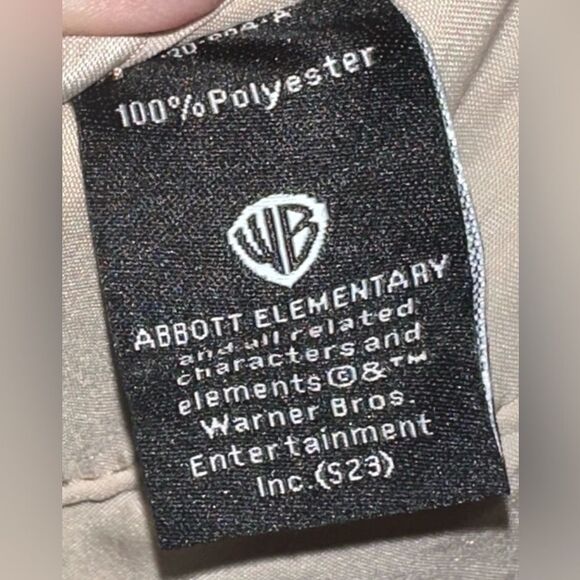 100%Polyester
WB
ABBOTT ELEMENTARY
and all related
characters and
elements©&™
Warner Bros.
Entertainment
Inc.(S23)